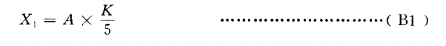 X₁ = A × K/5 ……………………………( B1 )